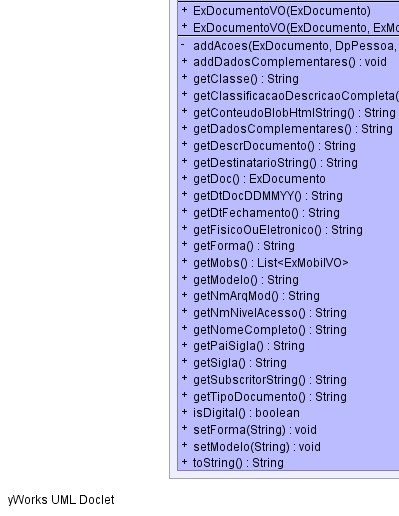 + ExDocumentoVO(ExDocumento)
+ ExDocumentoVO(ExDocumento, ExMo
- addAcoes(ExDocumento, DpPessoa,
+ addDadosComplementares() : void
+ getClasse() : String
+ getClassificacaoDescricaoCompleta(
+ getConteudoBlobHtmlString() : String
+ getDadosComplementares() : String
+ getDescrDocumento() : String
+ getDestinatarioString() : String
+ getDoc() : ExDocumento
+ getDtDocDDMMYY() : String
+ getDtFechamento() : String
+ getFisicoOuEletronico() : String
+ getForma() : String
+ getMobs() : List<ExMobilVO>
+ getModelo() : String
+ getNmArqMod() : String
+ getNmNivelAcesso() : String
+ getNomeCompleto() : String
+ getPaiSigla() : String
+ getSigla() : String
+ getSubscritorString() : String
+ getTipoDocumento() : String
+ isDigital() : boolean
+ setForma(String) : void
+ setModelo(String) : void
+ toString() : String
yWorks UML Doclet